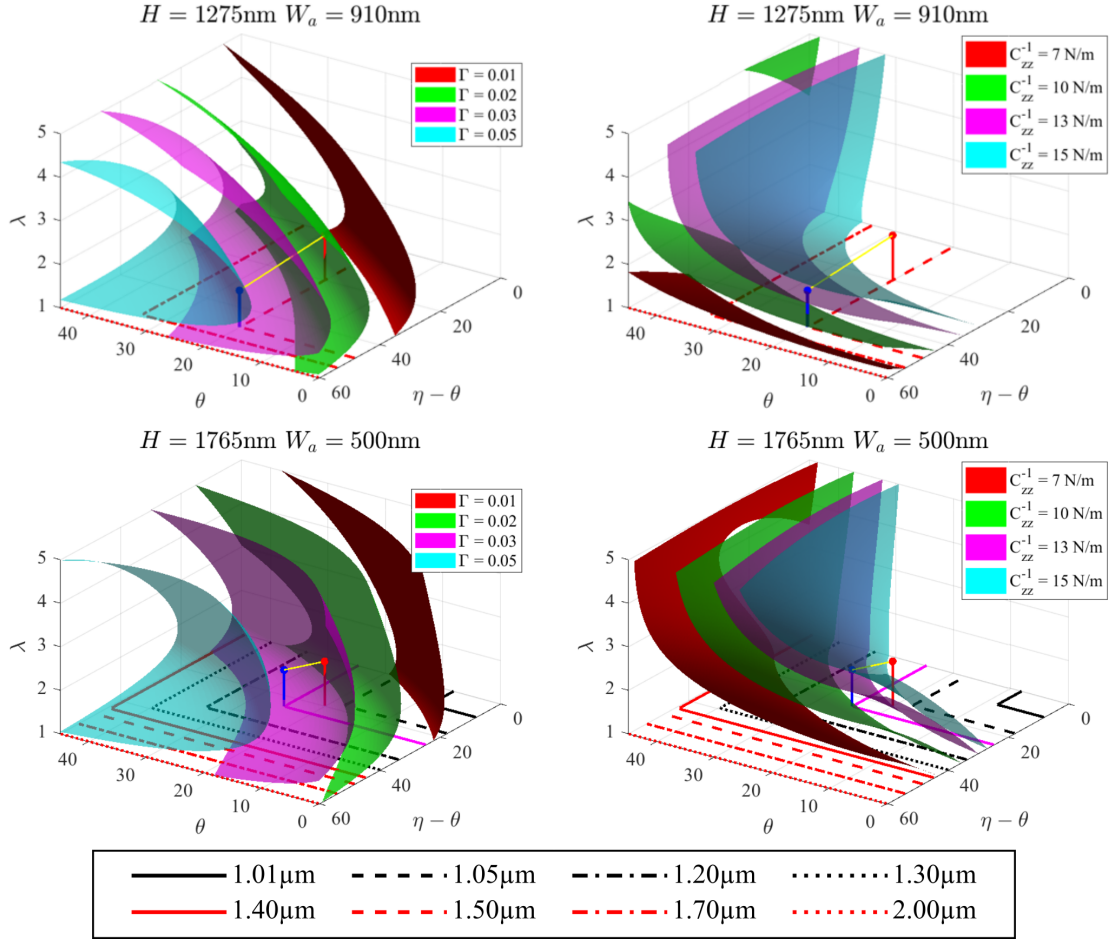 H = 1275nm W_a = 910nm
Γ = 0.01
Γ = 0.02
Γ = 0.03
Γ = 0.05
5
4
3
2
1
λ
40
30
20
10
0
θ
60
40
20
0
η − θ
H = 1275nm W_a = 910nm
C_zz^-1 = 7 N/m
C_zz^-1 = 10 N/m
C_zz^-1 = 13 N/m
C_zz^-1 = 15 N/m
5
4
3
2
1
λ
40
30
20
10
0
θ
60
40
20
0
η − θ
H = 1765nm W_a = 500nm
Γ = 0.01
Γ = 0.02
Γ = 0.03
Γ = 0.05
5
4
3
2
1
λ
40
30
20
10
0
θ
60
40
20
0
η − θ
H = 1765nm W_a = 500nm
C_zz^-1 = 7 N/m
C_zz^-1 = 10 N/m
C_zz^-1 = 13 N/m
C_zz^-1 = 15 N/m
5
4
3
2
1
λ
40
30
20
10
0
θ
60
40
20
0
η − θ
1.01µm 1.05µm 1.20µm 1.30µm
1.40µm 1.50µm 1.70µm 2.00µm